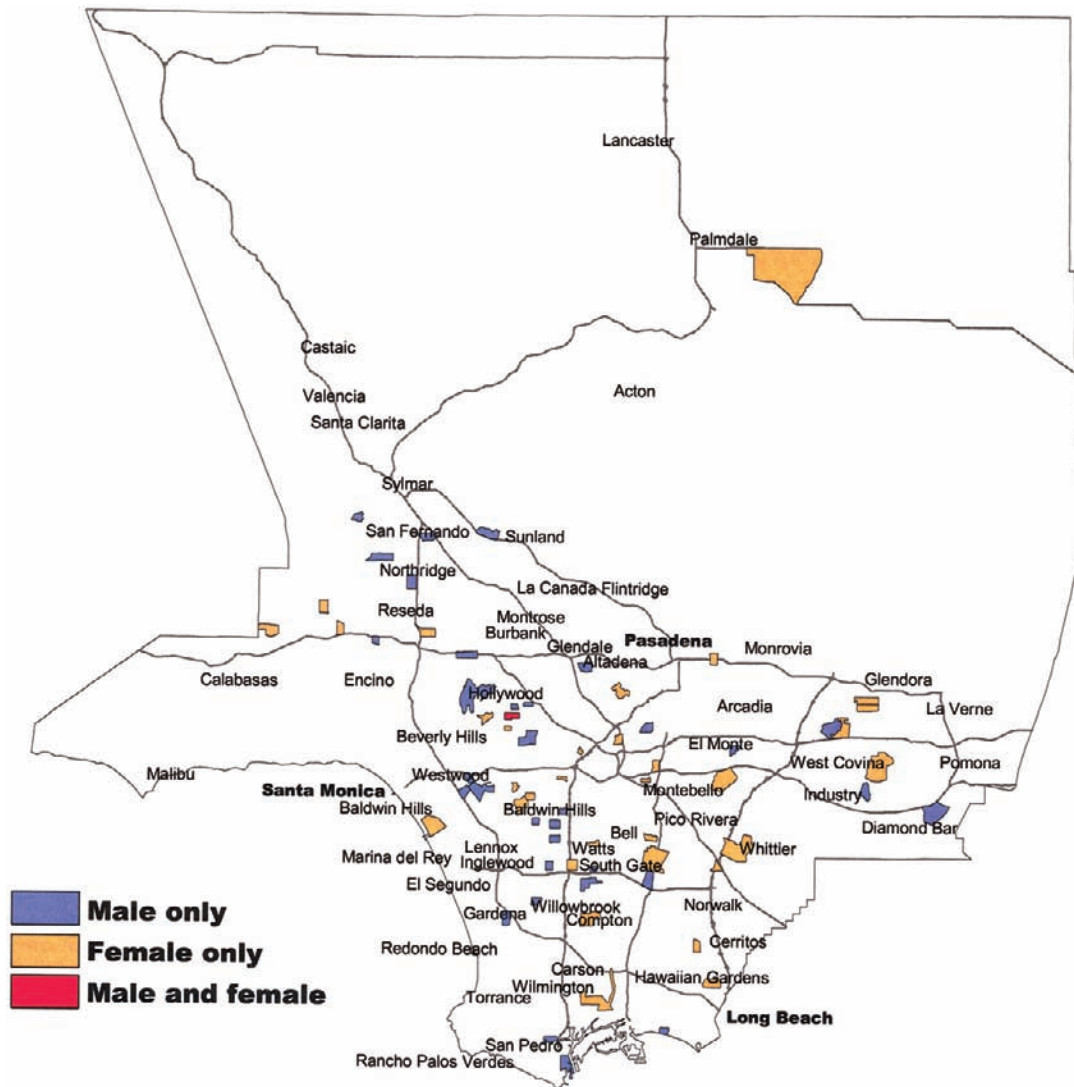 Lancaster
Palmdale
Castaic
Acton
Valencia
Santa Clarita
Sylmar
San Fernando
Sunland
Northridge
La Canada Flintridge
Reseda
Montrose
Burbank
Pasadena
Glendale
Monrovia
Altadena
Calabasas
Encino
Glendora
Hollywood
Arcadia
La Verne
Beverly Hills
El Monte
West Covina
Pomona
Malibu
Westwood
Santa Monica
Montebello
Industry
Baldwin Hills
Baldwin Hills
Pico Rivera
Diamond Bar
Bell
Lennox
Watts
Whittier
Marina del Rey
Inglewood
South Gate
El Segundo
Willowbrook
Norwalk
Gardena
Compton
Redondo Beach
Cerritos
Carson
Hawaiian Gardens
Wilmington
Torrance
Long Beach
San Pedro
Rancho Palos Verdes
Male only
Female only
Male and female